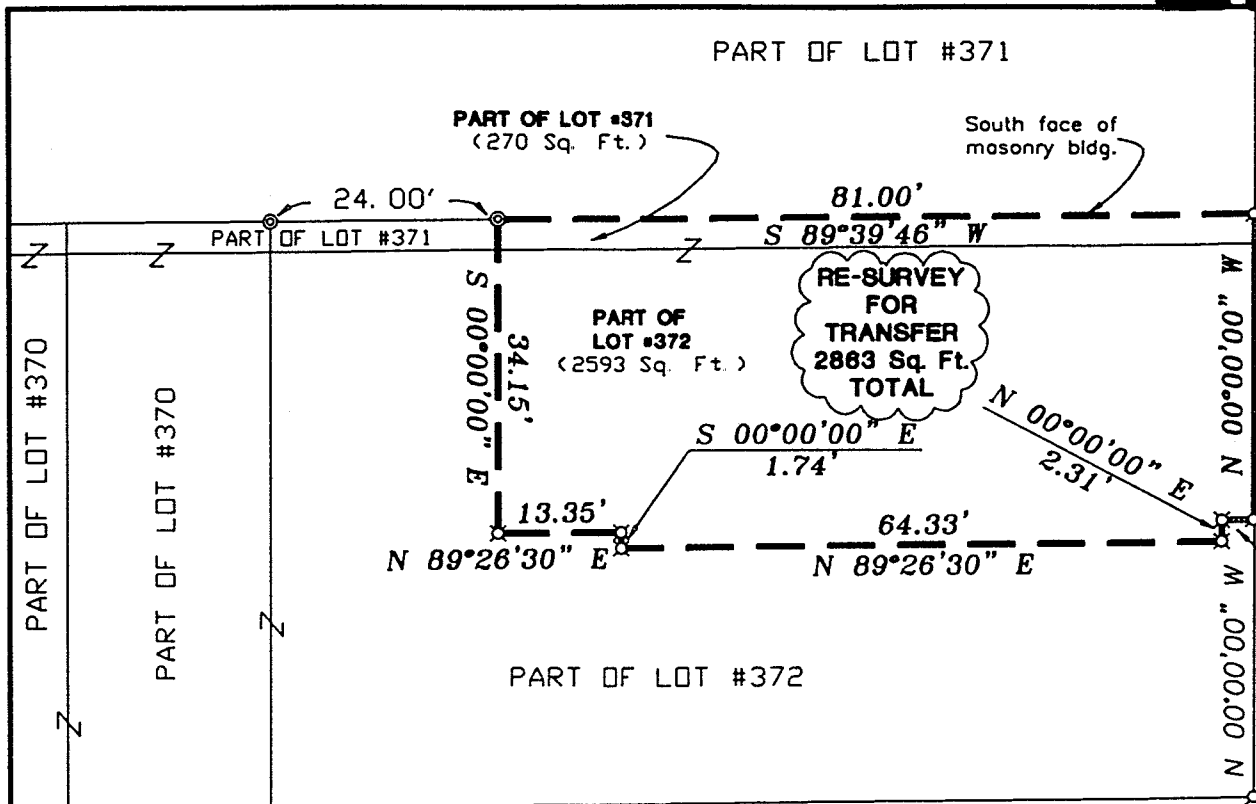 PART OF LOT #371
PART OF LOT #371
(270 Sq. Ft.)
South face of
masonry bldg.
24.00'
81.00'
PART OF LOT #371
S 89°39'46" W
RE-SURVEY
FOR
TRANSFER
2863 Sq. Ft.
TOTAL
N 00°00'00" W
S 00°00'00" E
34.15'
PART OF
LOT #372
(2593 Sq. Ft.)
PART OF LOT #370
PART OF LOT #370
N 00°00'00" E
2.31'
S 00°00'00" E
1.74'
13.35'
N 89°26'30" E
64.33'
N 89°26'30" E
N 00°00'00" W
PART OF LOT #372